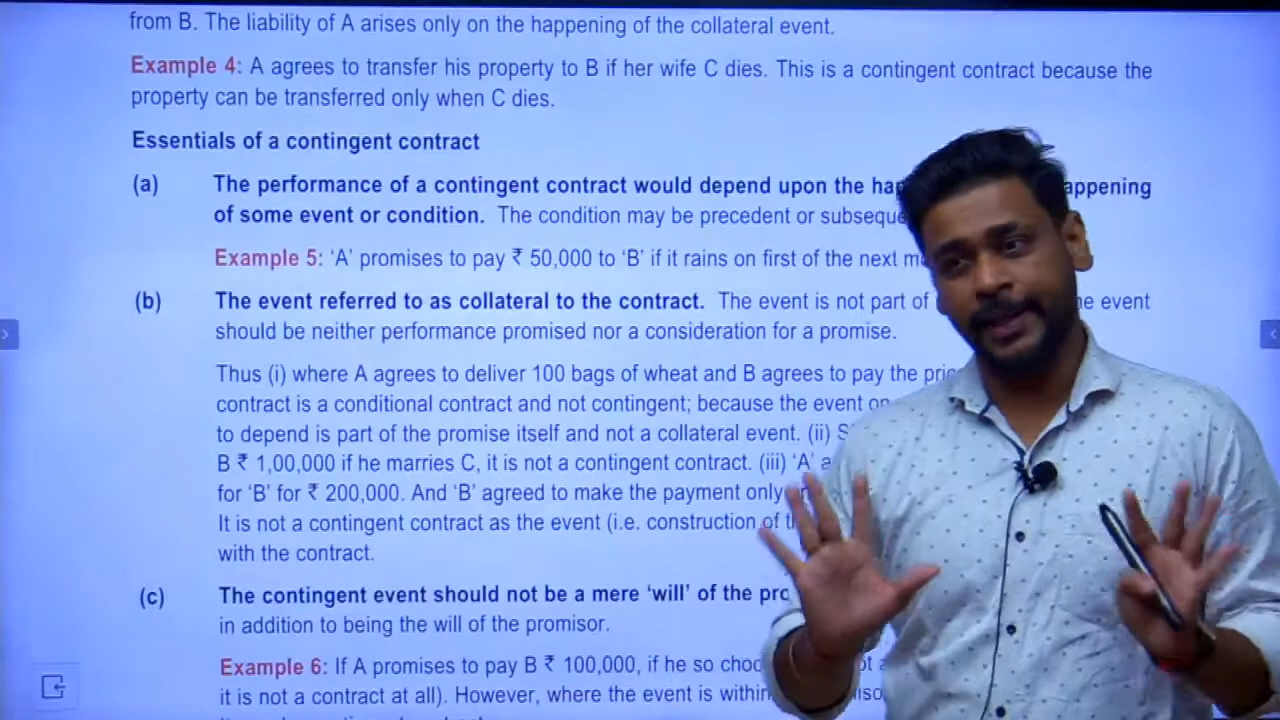 from B. The liability of A arises only on the happening of the collateral event.
Example 4: A agrees to transfer his property to B if her wife C dies. This is a contingent contract because the
property can be transferred only when C dies.
Essentials of a contingent contract
(a) The performance of a contingent contract would depend upon the appening
of some event or condition. The condition may be precedent or
Example 5: ‘A’ promises to pay ₹ 50,000 to ‘B’ if it rains on first of the next
(b) The event referred to as collateral to the contract. The event is not part of event
should be neither performance promised nor a consideration for a promise.
Thus (i) where A agrees to deliver 100 bags of wheat and B agrees to pay the
contract is a conditional contract and not contingent; because the event
to depend is part of the promise itself and not a collateral event. (ii)
B ₹ 1,00,000 if he marries C, it is not a contingent contract. (iii) ‘A’
for ‘B’ for ₹ 200,000. And ‘B’ agreed to make the payment only
It is not a contingent contract as the event (i.e. construction of
with the contract.
(c) The contingent event should not be a mere ‘will’ of the
in addition to being the will of the promisor.
Example 6: If A promises to pay B ₹ 100,000, if he so
it is not a contract at all). However, where the event is